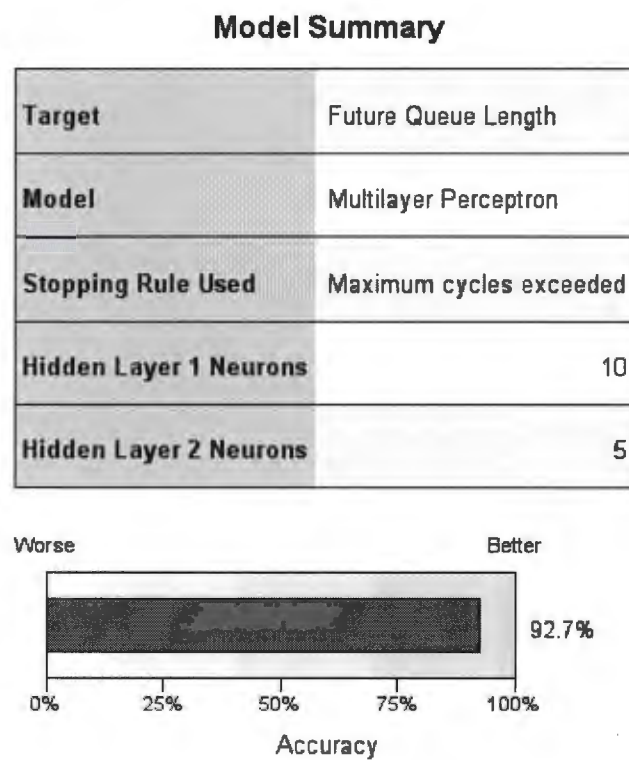 Model Summary
Target Future Queue Length
Model Multilayer Perceptron
Stopping Rule Used Maximum cycles exceeded
Hidden Layer 1 Neurons 10
Hidden Layer 2 Neurons 5
Worse Better
92.7%
0% 25% 50% 75% 100%
Accuracy